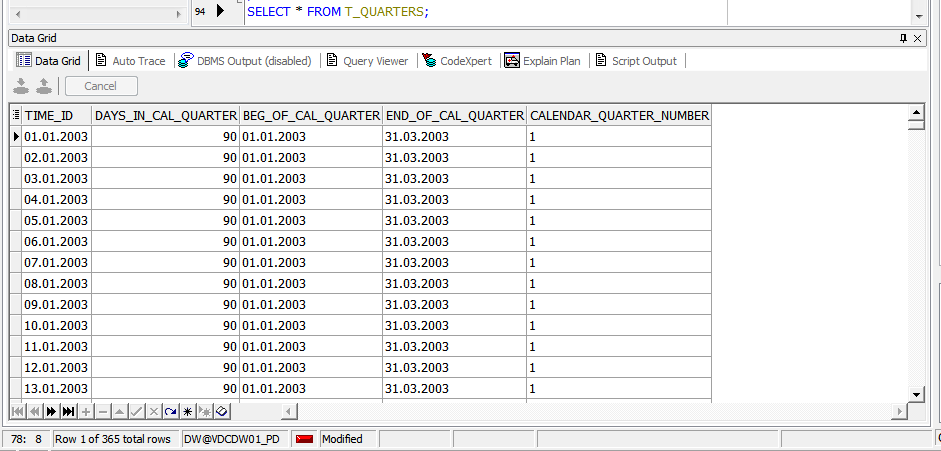 94 SELECT * FROM T_QUARTERS;
Data Grid
Data Grid Auto Trace DBMS Output (disabled) Query Viewer CodeXpert Explain Plan Script Output
Cancel
TIME_ID DAYS_IN_CAL_QUARTER BEG_OF_CAL_QUARTER END_OF_CAL_QUARTER CALENDAR_QUARTER_NUMBER
01.01.2003 90 01.01.2003 31.03.2003 1
02.01.2003 90 01.01.2003 31.03.2003 1
03.01.2003 90 01.01.2003 31.03.2003 1
04.01.2003 90 01.01.2003 31.03.2003 1
05.01.2003 90 01.01.2003 31.03.2003 1
06.01.2003 90 01.01.2003 31.03.2003 1
07.01.2003 90 01.01.2003 31.03.2003 1
08.01.2003 90 01.01.2003 31.03.2003 1
09.01.2003 90 01.01.2003 31.03.2003 1
10.01.2003 90 01.01.2003 31.03.2003 1
11.01.2003 90 01.01.2003 31.03.2003 1
12.01.2003 90 01.01.2003 31.03.2003 1
13.01.2003 90 01.01.2003 31.03.2003 1
78: 8 Row 1 of 365 total rows DW@VDCDW01_PD Modified